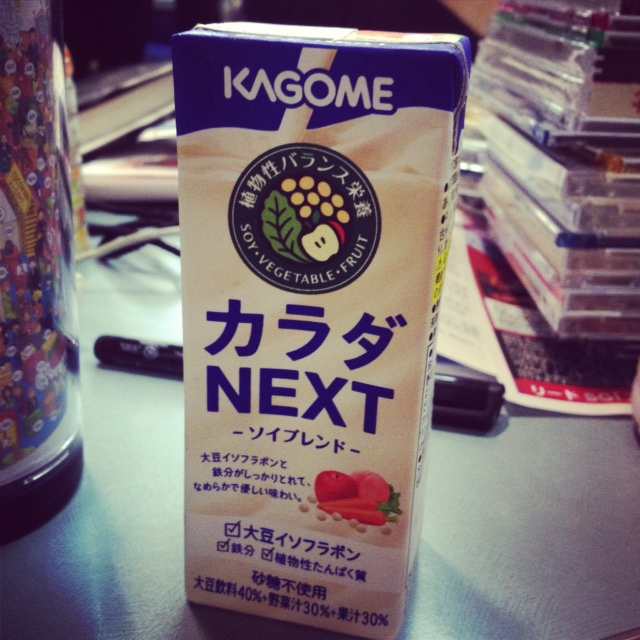 KAGOME
植物性バランス栄養
SOY・VEGETABLE・FRUIT
カラダ
NEXT
－ソイブレンド－
大豆イソフラボンと
鉄分がしっかりとれて、
なめらかで優しい味わい。
☑大豆イソフラボン
☑鉄分 ☑植物性たんぱく質
砂糖不使用
大豆飲料40%+野菜汁30%+果汁30%
リート